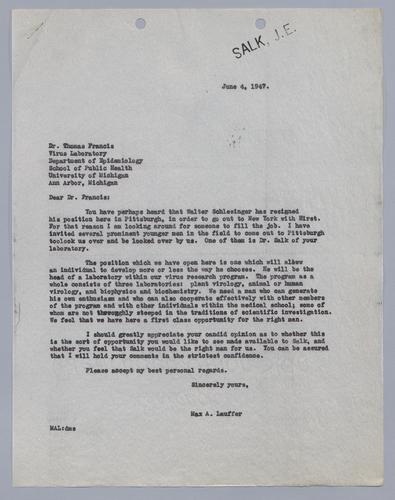 SALK, J.E.
June 4, 1947.
Dr. Thomas Francis
Virus Laboratory
Department of Epidemiology
School of Public Health
University of Michigan
Ann Arbor, Michigan
Dear Dr. Francis:
You have perhaps heard that Walter Schlesinger has resigned
his position here in Pittsburgh, in order to go out to New York with Hirst.
For that reason I am looking around for someone to fill the job. I have
invited several prominent younger men in the field to come out to Pittsburgh
toolook us over and be looked over by us. One of them is Dr. Salk of your
laboratory.
The position which we have open here is one which will allow
an individual to develop more or less the way he chooses. He will be the
head of a laboratory within our virus research program. The program as a
whole consists of three laboratories: plant virology, animal or human
virology, and biophysics and biochemistry. We need a man who can generate
his own enthusiasm and who can also cooperate effectively with other members
of the program and with other individuals within the medical school; some of
whom are not thoroughly steeped in the traditions of scientific investigation.
We feel that we have here a first class opportunity for the right man.
I should greatly appreciate your candid opinion as to whether this
is the sort of opportunity you would like to see made available to Salk, and
whether you feel that Salk would be the right man for us. You can be assured
that I will hold your comments in the strictest confidence.
Please accept my best personal regards.
Sincerely yours,
Max A. Lauffer
MAL:dms